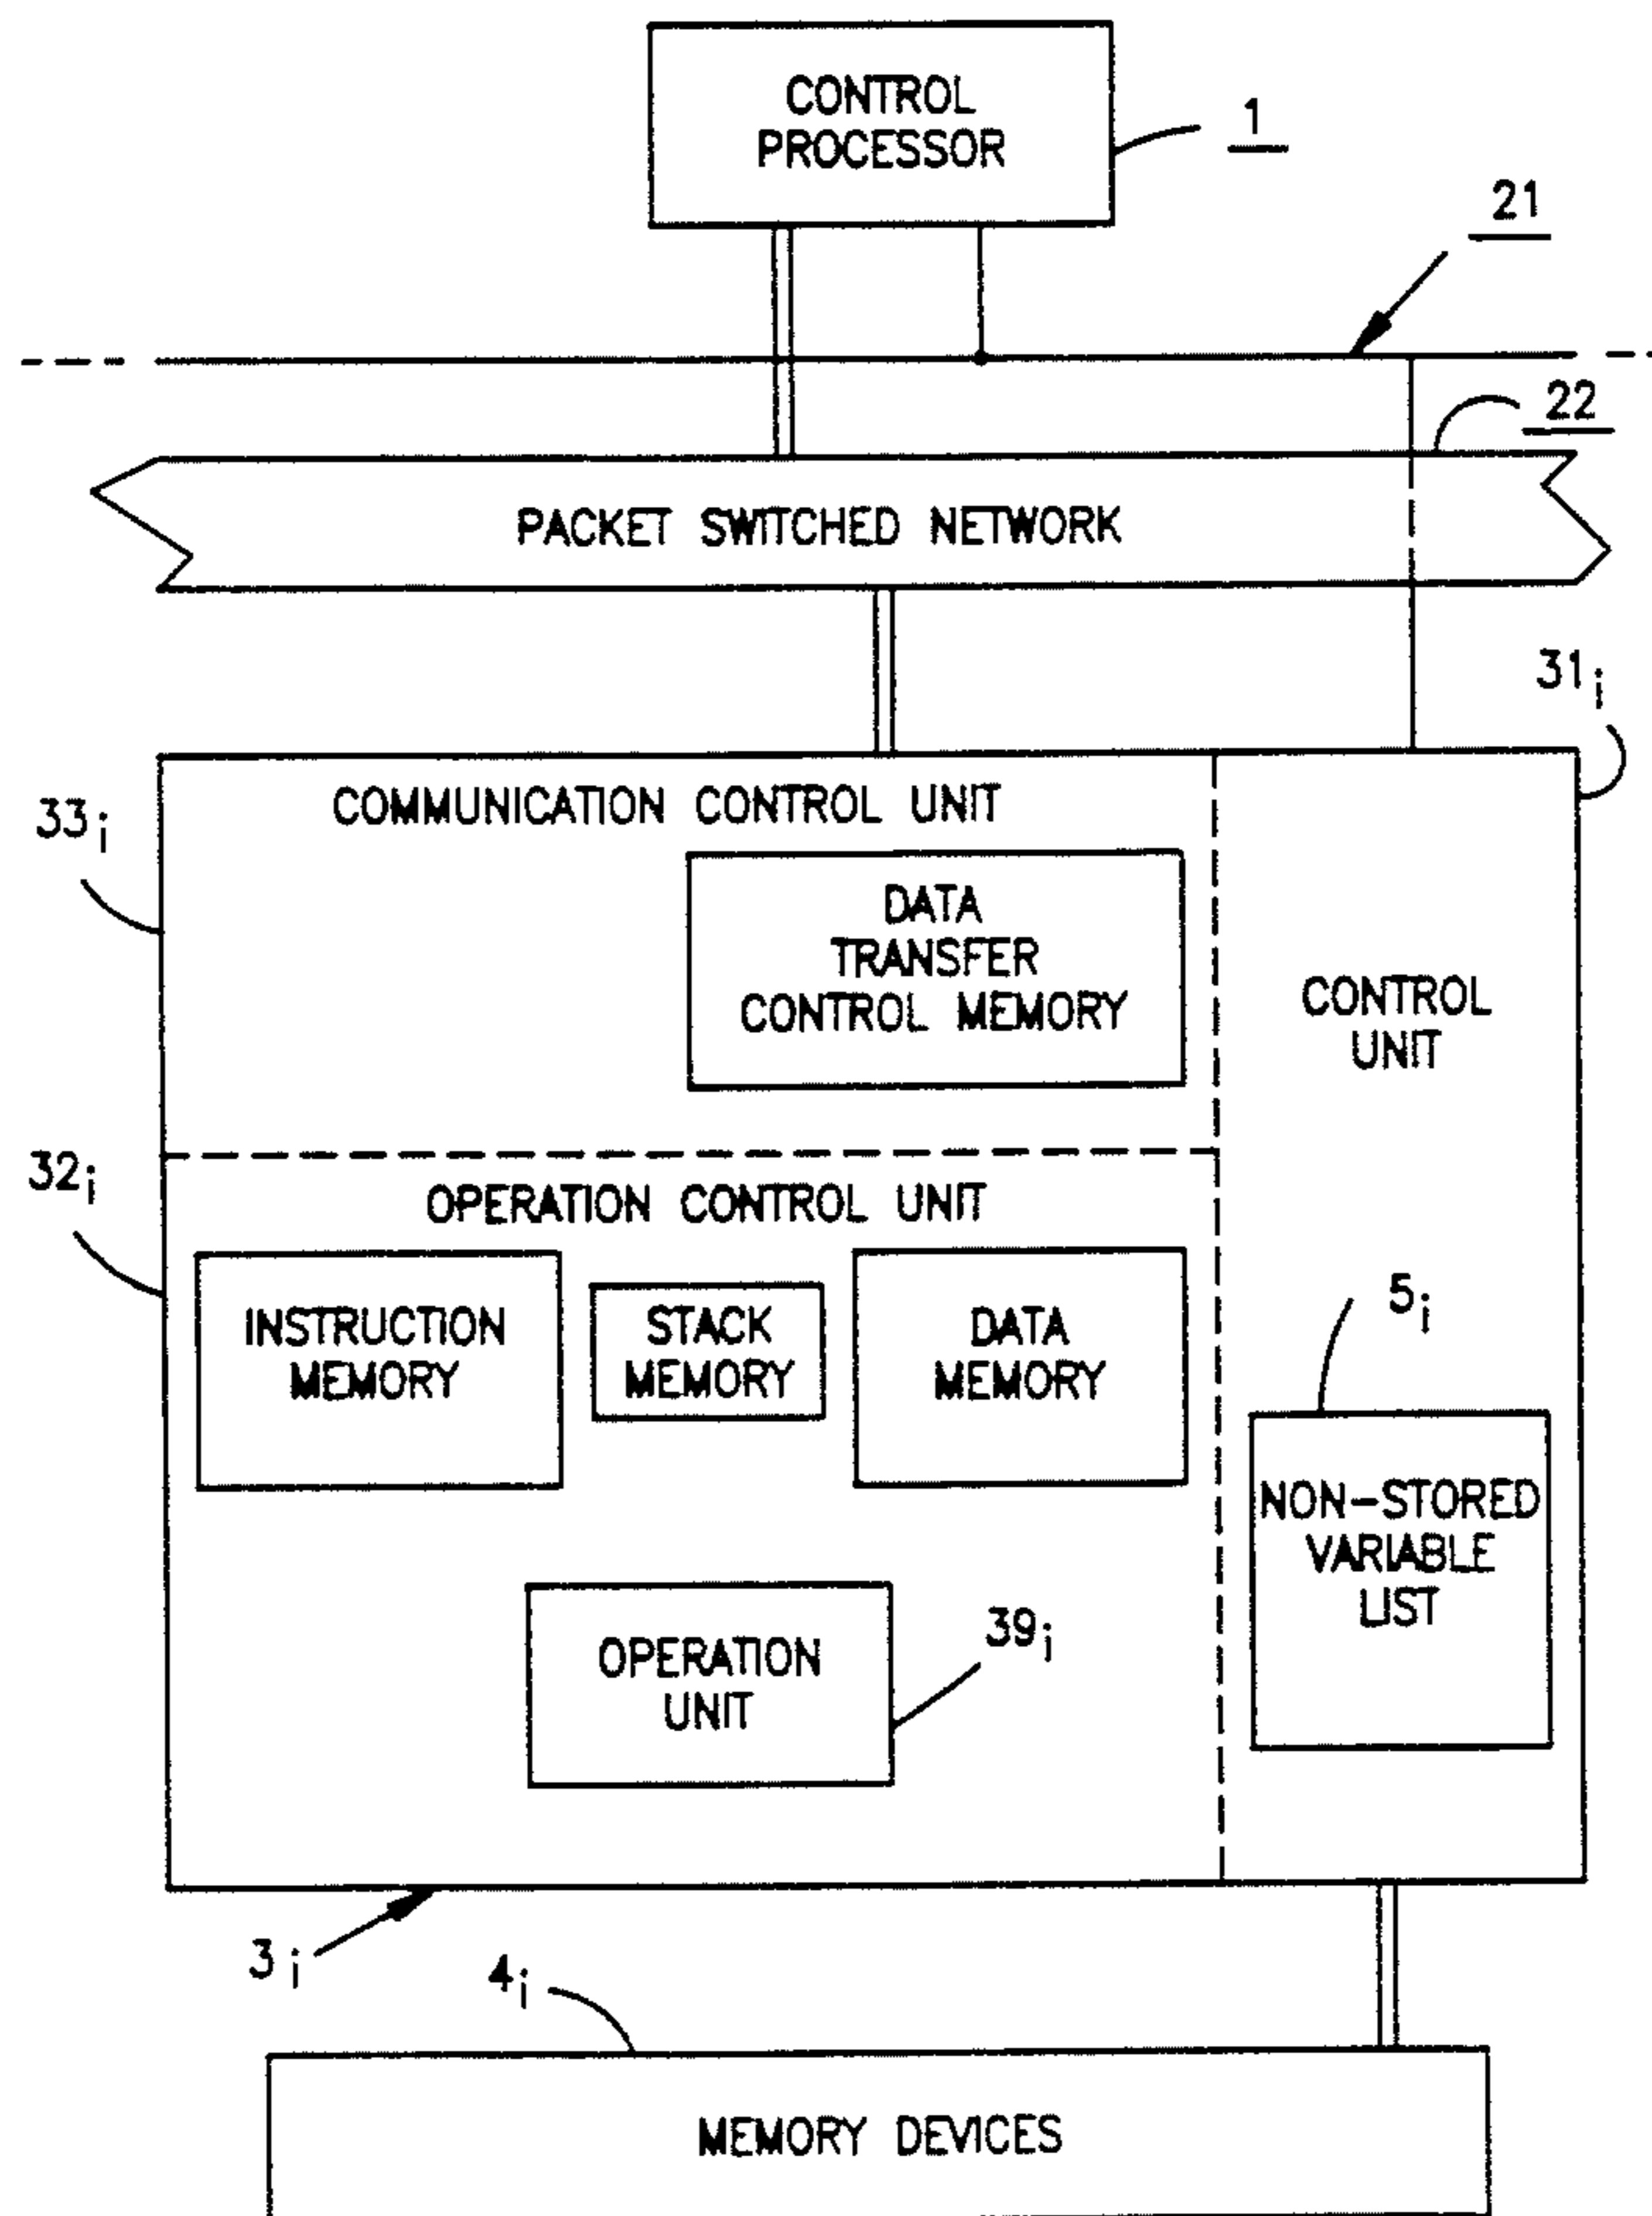 CONTROL
PROCESSOR
1
21
22
PACKET SWITCHED NETWORK
31i
33i
COMMUNICATION CONTROL UNIT
DATA
TRANSFER
CONTROL MEMORY
CONTROL
UNIT
32i
OPERATION CONTROL UNIT
INSTRUCTION
MEMORY
STACK
MEMORY
DATA
MEMORY
5i
NON-STORED
VARIABLE
LIST
OPERATION
UNIT
39i
3i
4i
MEMORY DEVICES